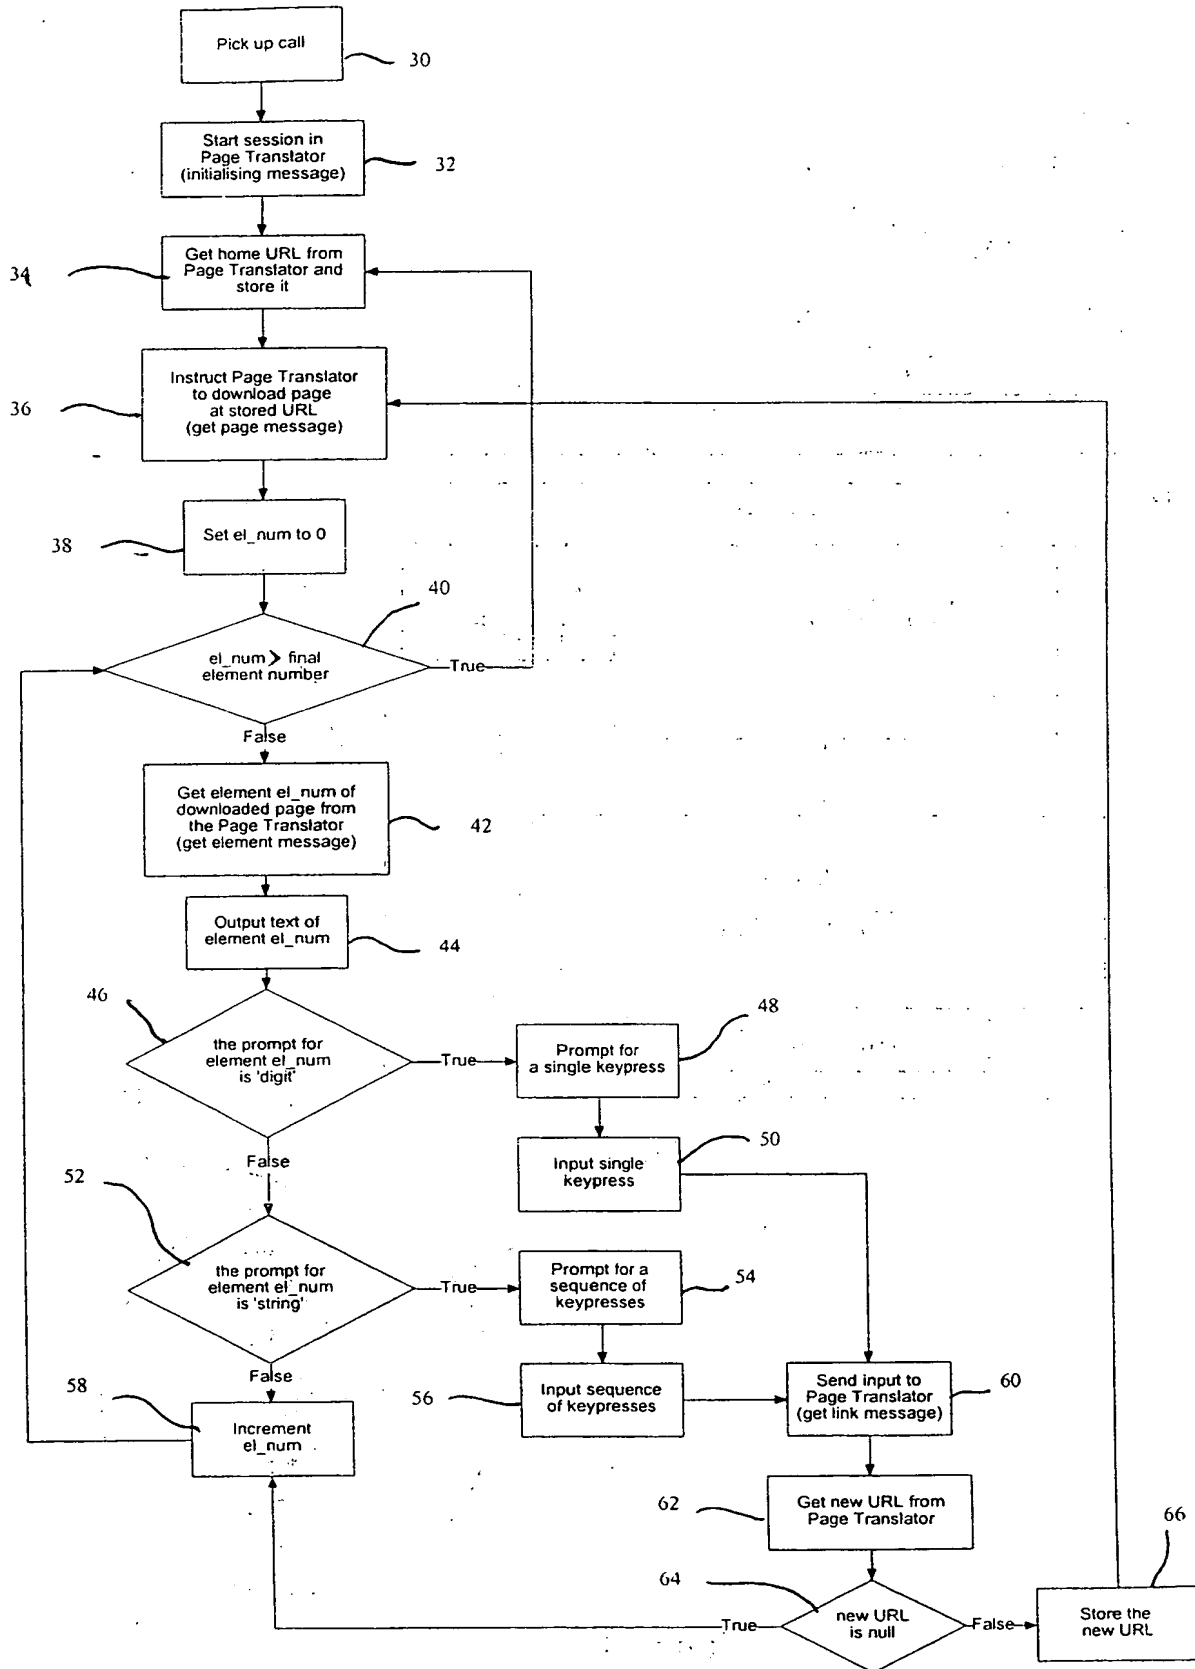 Pick up call
30
Start session in
Page Translator
(initialising message)
32
Get home URL from
Page Translator and
store it
34
Instruct Page Translator
to download page
at stored URL
(get page message)
36
Set el_num to 0
38
40
el_num > final
element number
True
False
Get element el_num of
downloaded page from
the Page Translator
(get element message)
42
Output text of
element el_num
44
46
the prompt for
element el_num
is 'digit'
True
Prompt for
a single keypress
48
False
Input single
keypress
50
52
the prompt for
element el_num
is 'string'
True
Prompt for a
sequence of
keypresses
54
False
58
Increment
el_num
56
Input sequence
of keypresses
Send input to
Page Translator
(get link message)
60
62
Get new URL from
Page Translator
64
new URL
is null
True
False
66
Store the
new URL